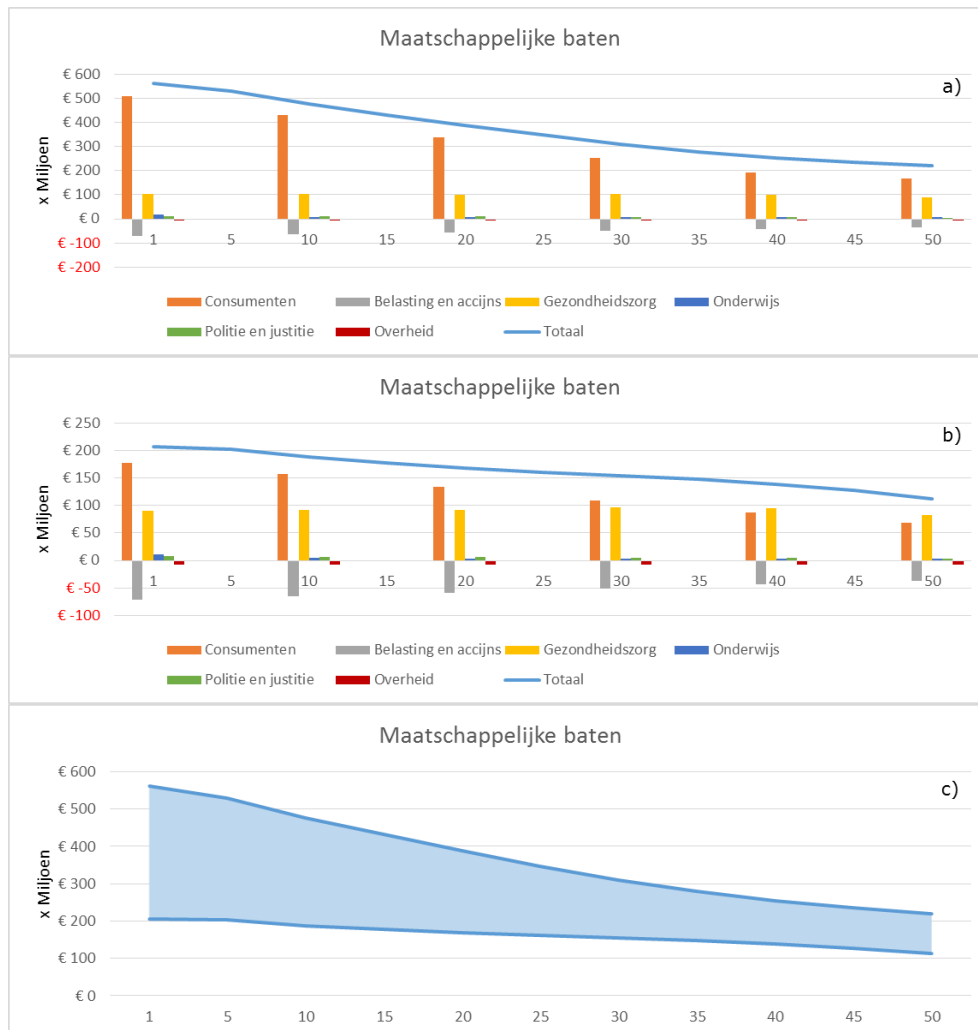 Maatschappelijke baten
a)
x Miljoen
€ 600
€ 500
€ 400
€ 300
€ 200
€ 100
€ 0
€ -100
€ -200
1 5 10 15 20 25 30 35 40 45 50
Consumenten Belasting en accijns Gezondheidszorg Onderwijs
Politie en justitie Overheid Totaal
Maatschappelijke baten
b)
x Miljoen
€ 250
€ 200
€ 150
€ 100
€ 50
€ 0
€ -50
€ -100
1 5 10 15 20 25 30 35 40 45 50
Consumenten Belasting en accijns Gezondheidszorg Onderwijs
Politie en justitie Overheid Totaal
Maatschappelijke baten
c)
x Miljoen
€ 600
€ 500
€ 400
€ 300
€ 200
€ 100
€ 0
1 5 10 15 20 25 30 35 40 45 50